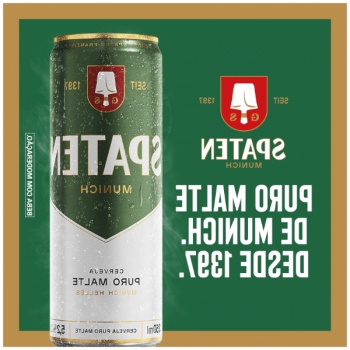 SEIT 1397
G S
SPATEN
MUNICH
CERVEJA
PURO MALTE
MUNICH HELLES
CERVEJA PURO MALTE
SEIT 1397
G S
SPATEN
MUNICH
PURO MALTE
DE MUNICH.
DESDE 1397.
BEBA COM MODERAÇÃO.